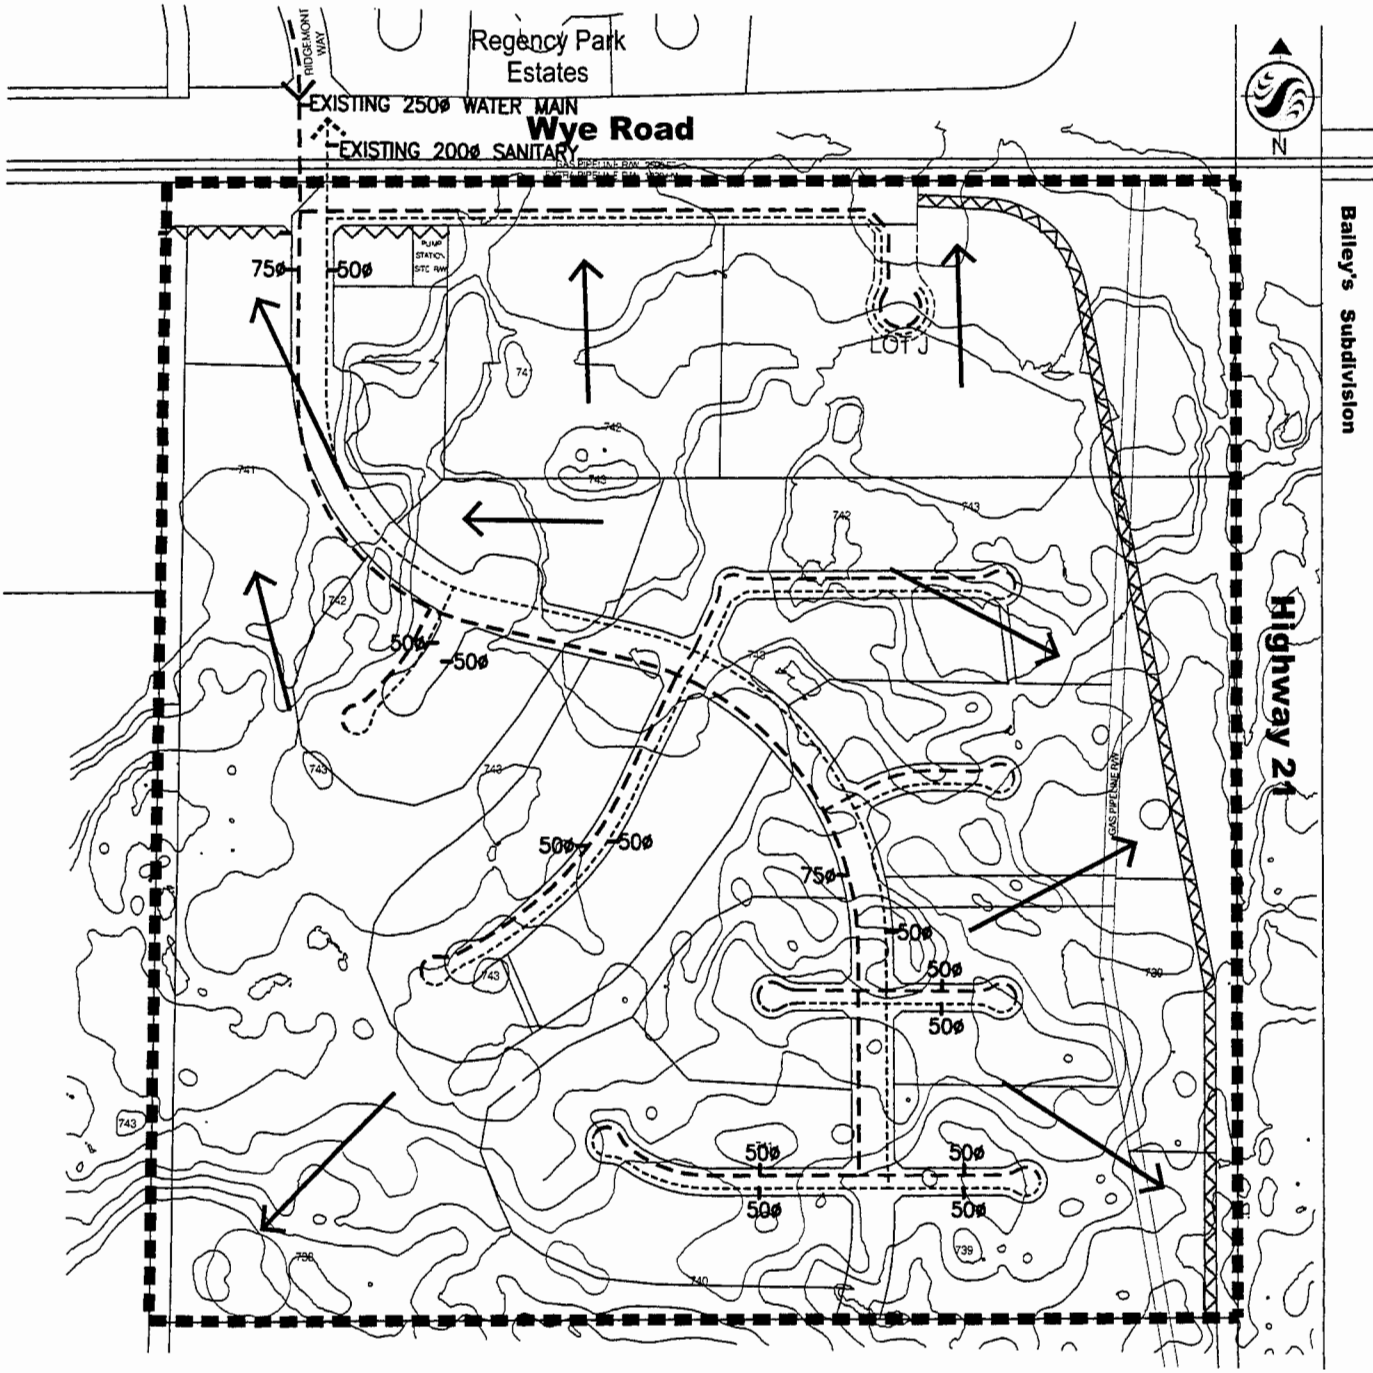 RIDGEMONT
WAY
Regency Park
Estates
EXISTING 250ø WATER MAIN
Wye Road
EXISTING 200ø SANITARY
N
Bailey's Subdivision
PUMP
STATION
SITE R/W
75ø
50ø
LOT J
741
742
743
741
742
743
742
50ø
50ø
743
Highway 21
743
743
GAS PIPELINE R/W
50ø
50ø
75ø
50ø
743
50ø
739
50ø
743
50ø
50ø
50ø
50ø
738
739
740